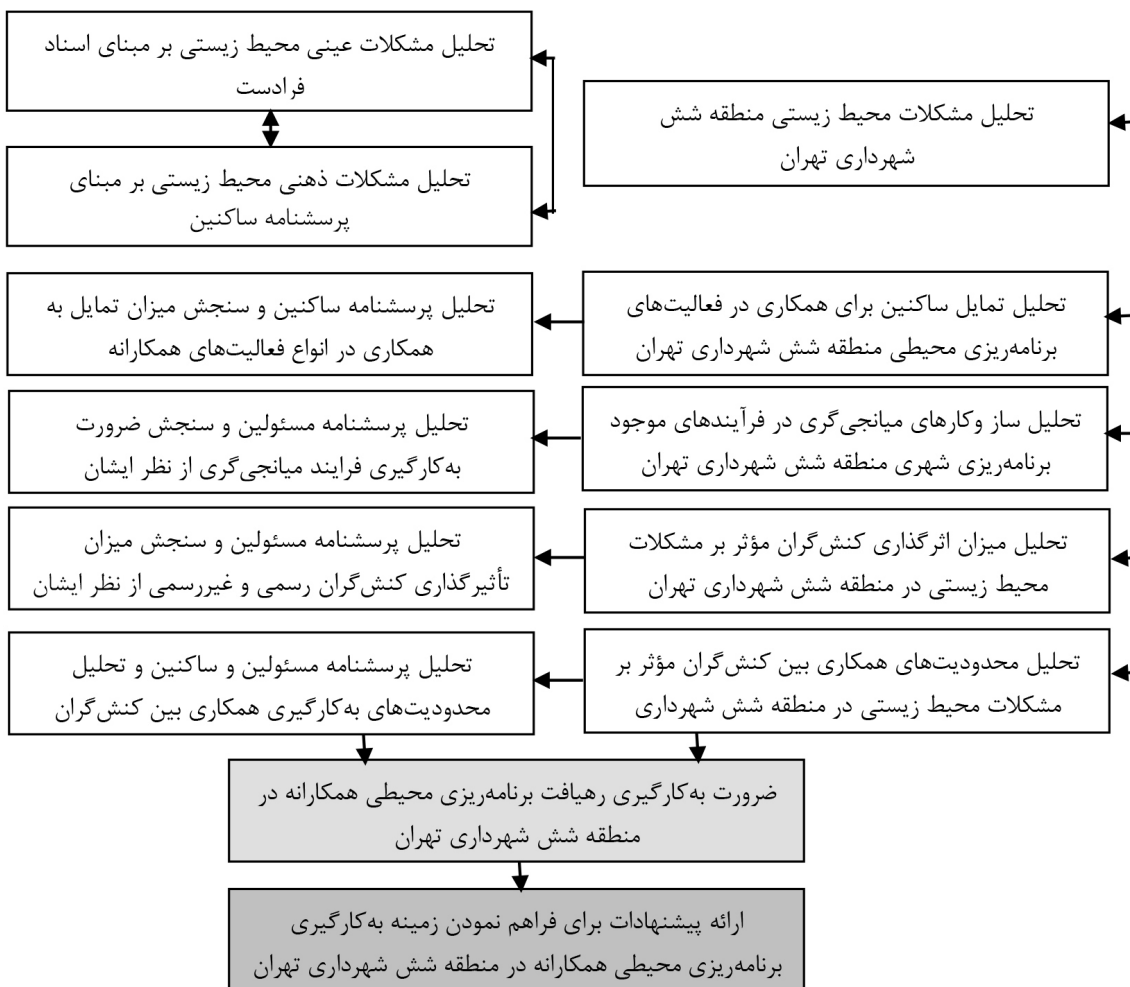 تحلیل مشکلات محیط زیستی منطقه شش
شهرداری تهران
تحلیل مشکلات عینی محیط زیستی بر مبنای اسناد
فرادست
تحلیل مشکلات ذهنی محیط زیستی بر مبنای
پرسشنامه ساکنین
تحلیل تمایل ساکنین برای همکاری در فعالیت‌های
برنامه‌ریزی محیطی منطقه شش شهرداری تهران
تحلیل پرسشنامه ساکنین و سنجش میزان تمایل به
همکاری در انواع فعالیت‌های همکارانه
تحلیل ساز وکارهای میانجی‌گری در فرآیندهای موجود
برنامه‌ریزی شهری منطقه شش شهرداری تهران
تحلیل پرسشنامه مسئولین و سنجش ضرورت
به‌کارگیری فرایند میانجی‌گری از نظر ایشان
تحلیل میزان اثرگذاری کنش‌گران مؤثر بر مشکلات
محیط زیستی در منطقه شش شهرداری تهران
تحلیل پرسشنامه مسئولین و سنجش میزان
تأثیرگذاری کنش‌گران رسمی و غیررسمی از نظر ایشان
تحلیل محدودیت‌های همکاری بین کنش‌گران مؤثر بر
مشکلات محیط زیستی در منطقه شش شهرداری
تحلیل پرسشنامه مسئولین و ساکنین و تحلیل
محدودیت‌های به‌کارگیری همکاری بین کنش‌گران
ضرورت به‌کارگیری رهیافت برنامه‌ریزی محیطی همکارانه در
منطقه شش شهرداری تهران
ارائه پیشنهادات برای فراهم نمودن زمینه به‌کارگیری
برنامه‌ریزی محیطی همکارانه در منطقه شش شهرداری تهران